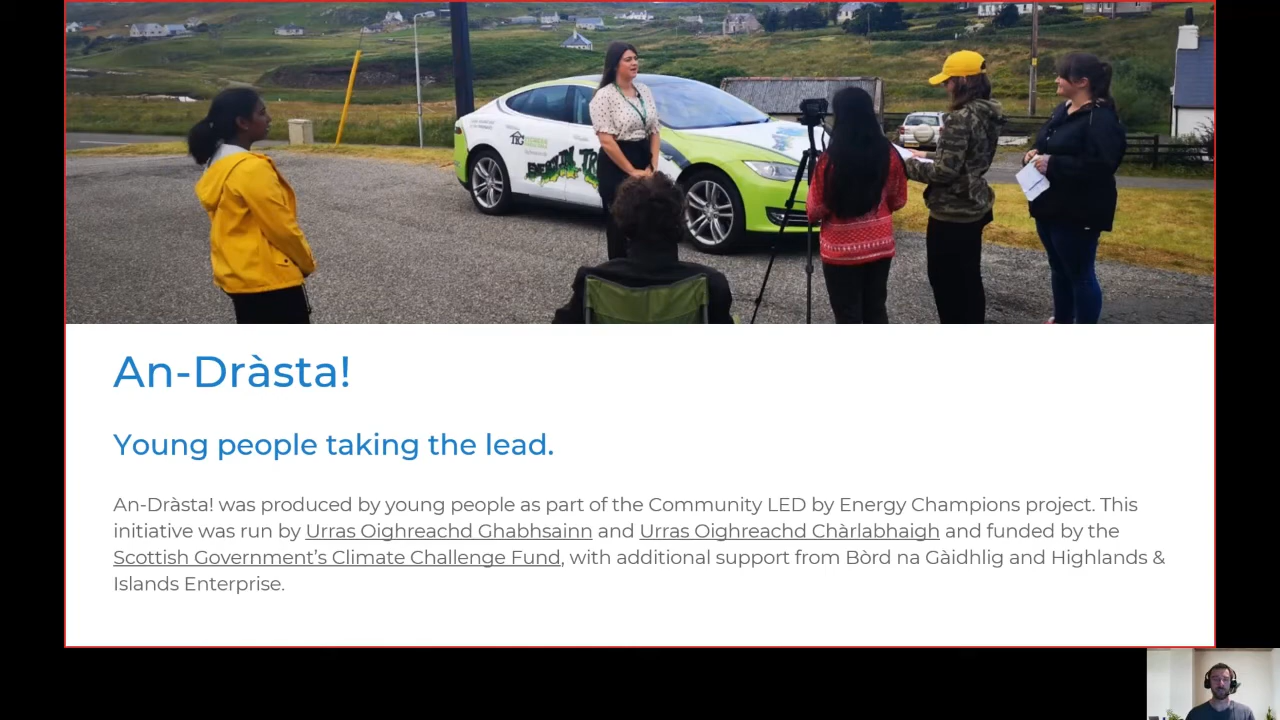 An-Dràsta!
Young people taking the lead.
An-Dràsta! was produced by young people as part of the Community LED by Energy Champions project. This
initiative was run by Urras Oighreachd Ghabhsainn and Urras Oighreachd Chàrlabhaigh and funded by the
Scottish Government’s Climate Challenge Fund, with additional support from Bòrd na Gàidhlig and Highlands &
Islands Enterprise.